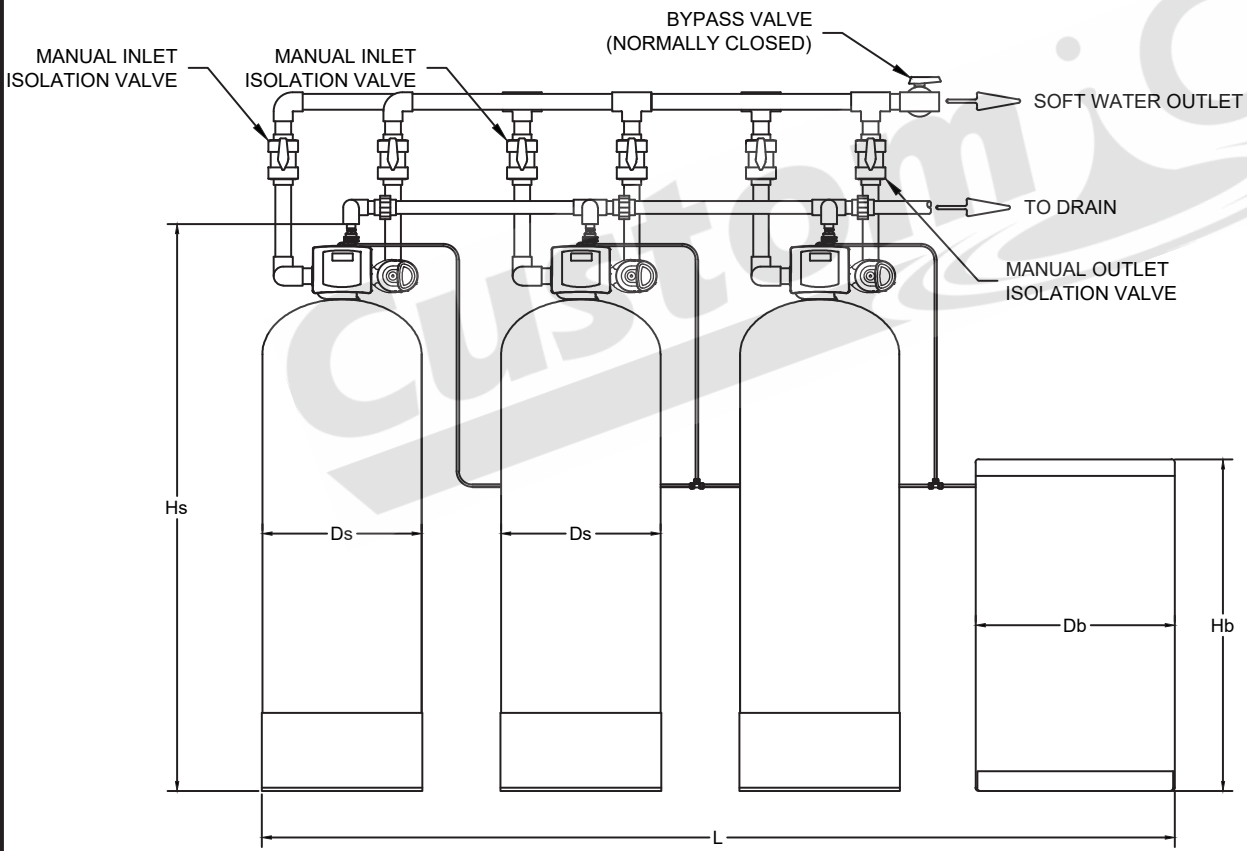 BYPASS VALVE
(NORMALLY CLOSED)
MANUAL INLET
ISOLATION VALVE
MANUAL INLET
ISOLATION VALVE
SOFT WATER OUTLET
TO DRAIN
MANUAL OUTLET
ISOLATION VALVE
Custom
Hs
Ds
Ds
Db
Hb
L